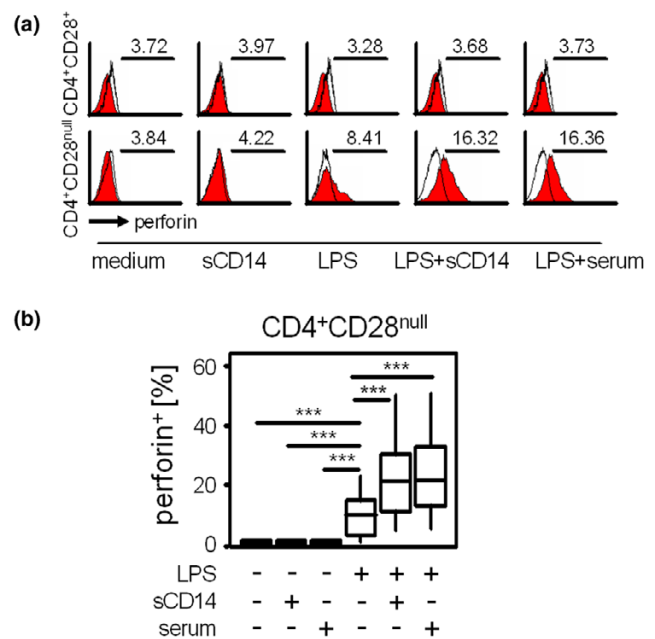 (a)
CD4⁺CD28⁺
3.72 3.97 3.28 3.68 3.73
CD4⁺CD28ⁿᵘˡˡ
3.84 4.22 8.41 16.32 16.36
perforin
medium sCD14 LPS LPS+sCD14 LPS+serum
(b)
CD4⁺CD28ⁿᵘˡˡ
perforin⁺ [%]
60
40
20
0
***
***
***
***
***
LPS - - - + + +
sCD14 - + - - + -
serum - - + - - +